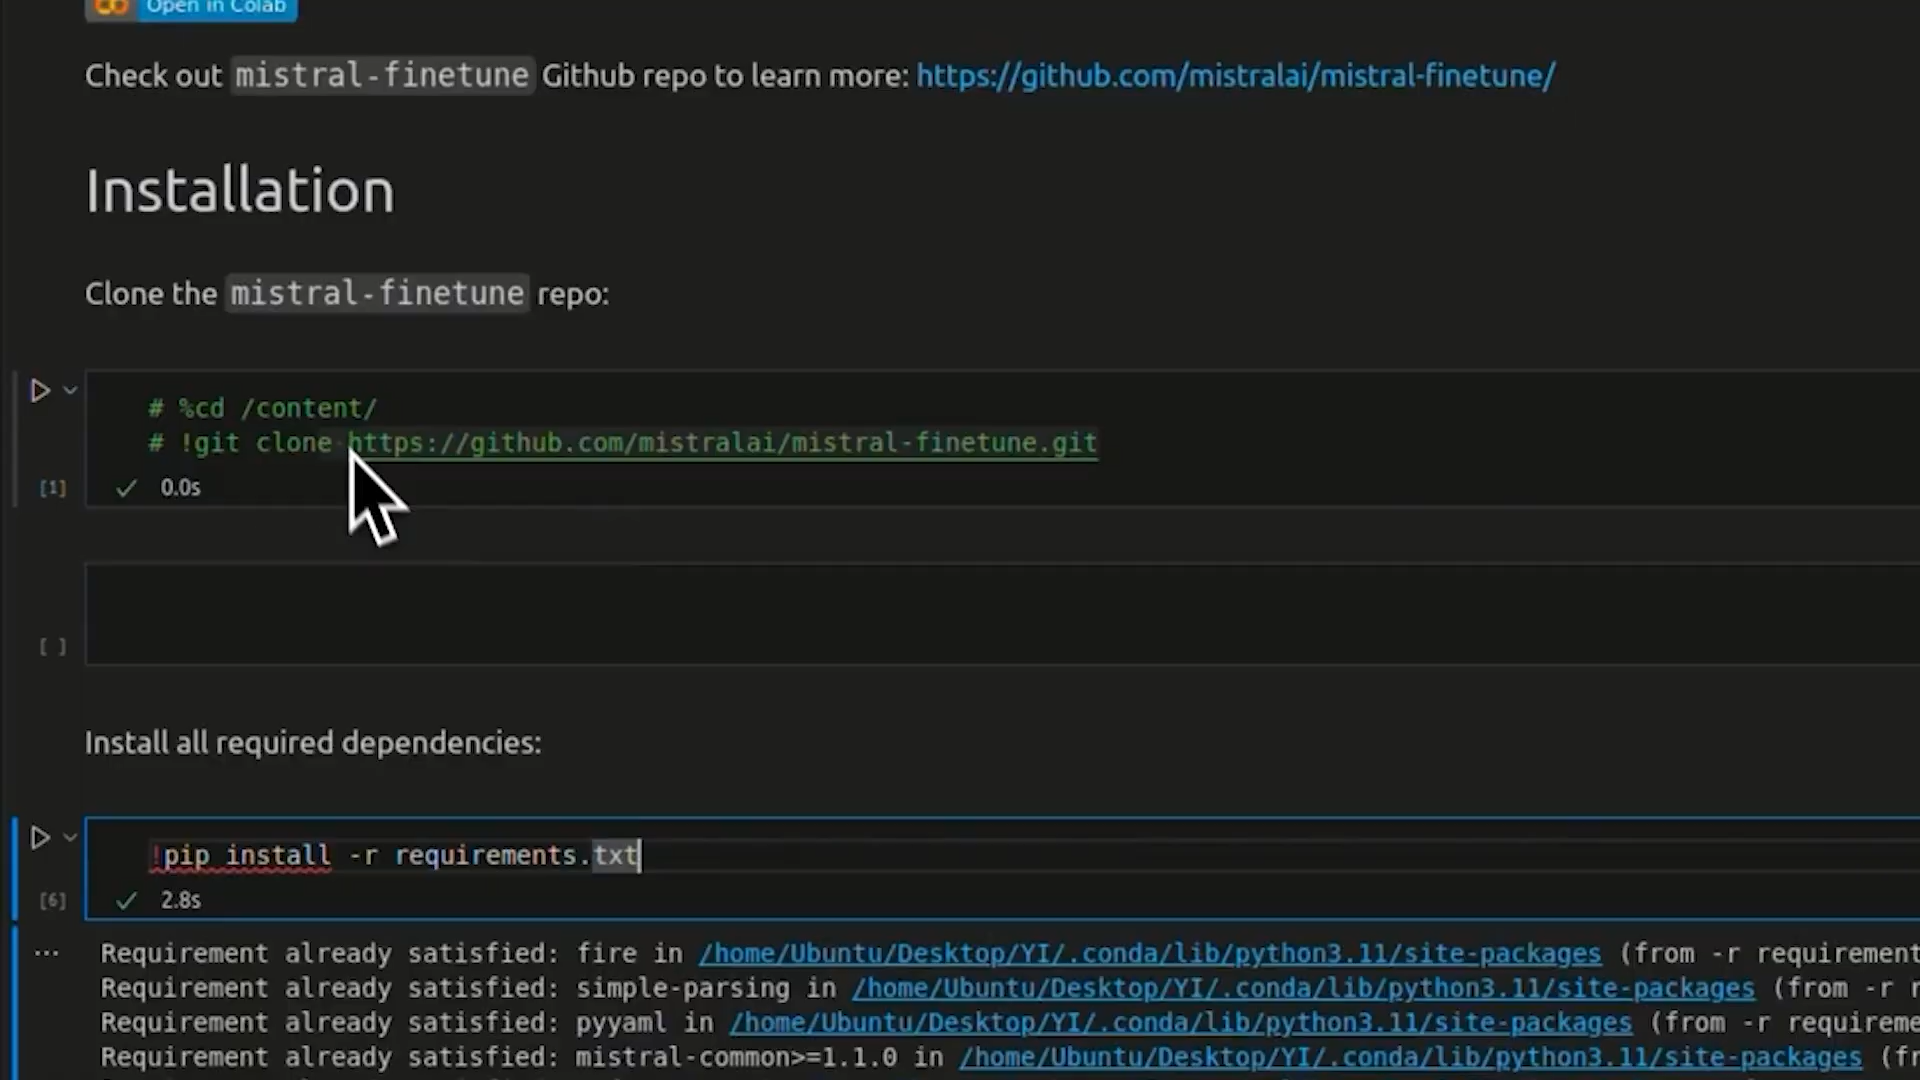 Open in Colab
Check out mistral-finetune Github repo to learn more: https://github.com/mistralai/mistral-finetune/
Installation
Clone the mistral-finetune repo:
# %cd /content/
# !git clone https://github.com/mistralai/mistral-finetune.git
[1] 0.0s
[ ]
Install all required dependencies:
!pip install -r requirements.txt
[6] 2.8s
Requirement already satisfied: fire in /home/Ubuntu/Desktop/YI/.conda/lib/python3.11/site-packages (from -r requirement
Requirement already satisfied: simple-parsing in /home/Ubuntu/Desktop/YI/.conda/lib/python3.11/site-packages (from -r r
Requirement already satisfied: pyyaml in /home/Ubuntu/Desktop/YI/.conda/lib/python3.11/site-packages (from -r requireme
Requirement already satisfied: mistral-common>=1.1.0 in /home/Ubuntu/Desktop/YI/.conda/lib/python3.11/site-packages (fr